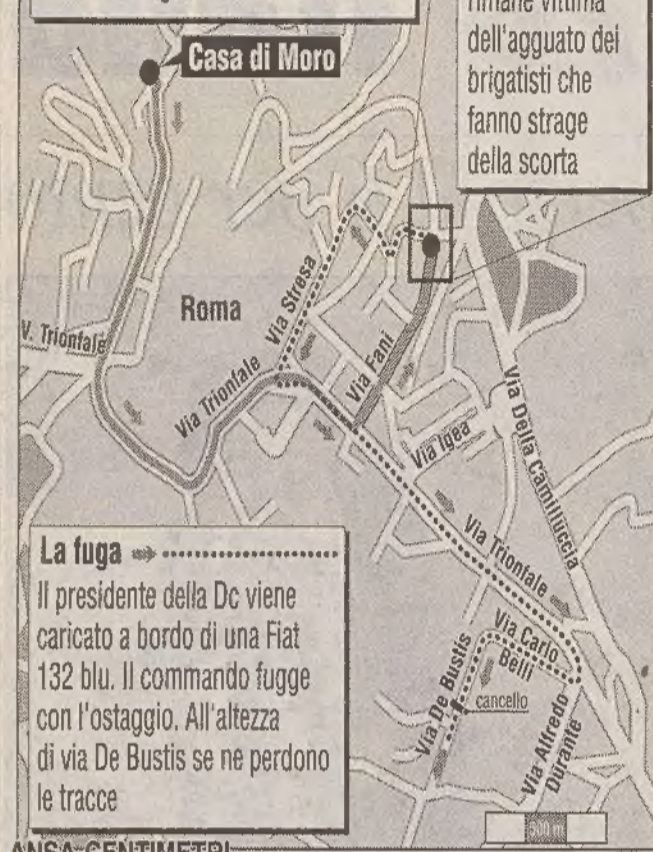 rimane vittima
dell'agguato dei
brigatisti che
fanno strage
della scorta
Casa di Moro
Roma
V. Trionfale
Via Trionfale
Via Stresa
Via Fani
Via Igea
Via Della Camilluccia
Via Trionfale
Via Carlo
Belli
Via De Bustis
cancello
Via Alfredo
Durante
La fuga
Il presidente della Dc viene
caricato a bordo di una Fiat
132 blu. Il commando fugge
con l'ostaggio. All'altezza
di via De Bustis se ne perdono
le tracce
500 m
ANSA-CENTIMETRI